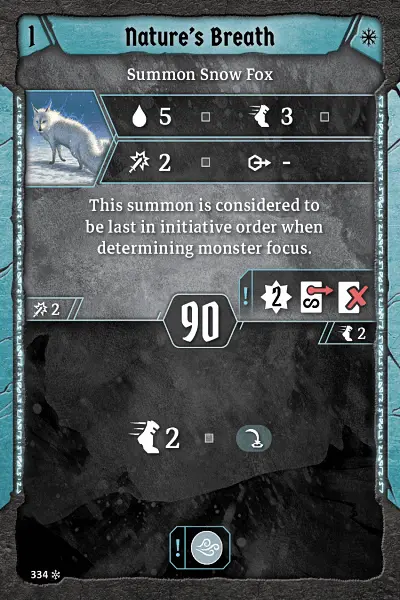 1
Nature's Breath
Summon Snow Fox
5
3
2
-
This summon is considered to
be last in initiative order when
determining monster focus.
! 2
2
90
2
2
!
334